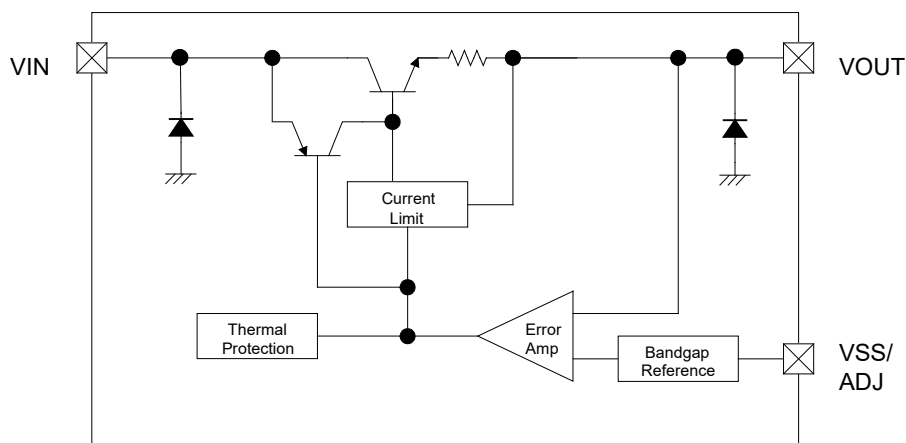 VIN
VOUT
Current
Limit
Thermal
Protection
Error
Amp
Bandgap
Reference
VSS/
ADJ